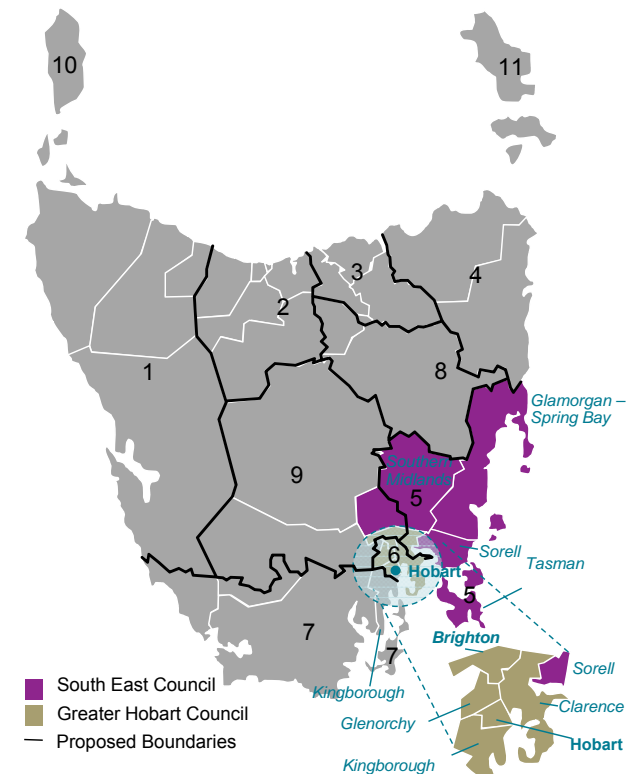 10
11
3
4
2
1
8
Glamorgan –
Spring Bay
9
Southern
Midlands
5
6
Sorell
Hobart
Tasman
5
7
7
Brighton
Sorell
Kingborough
Clarence
Glenorchy
Hobart
Kingborough
South East Council
Greater Hobart Council
Proposed Boundaries